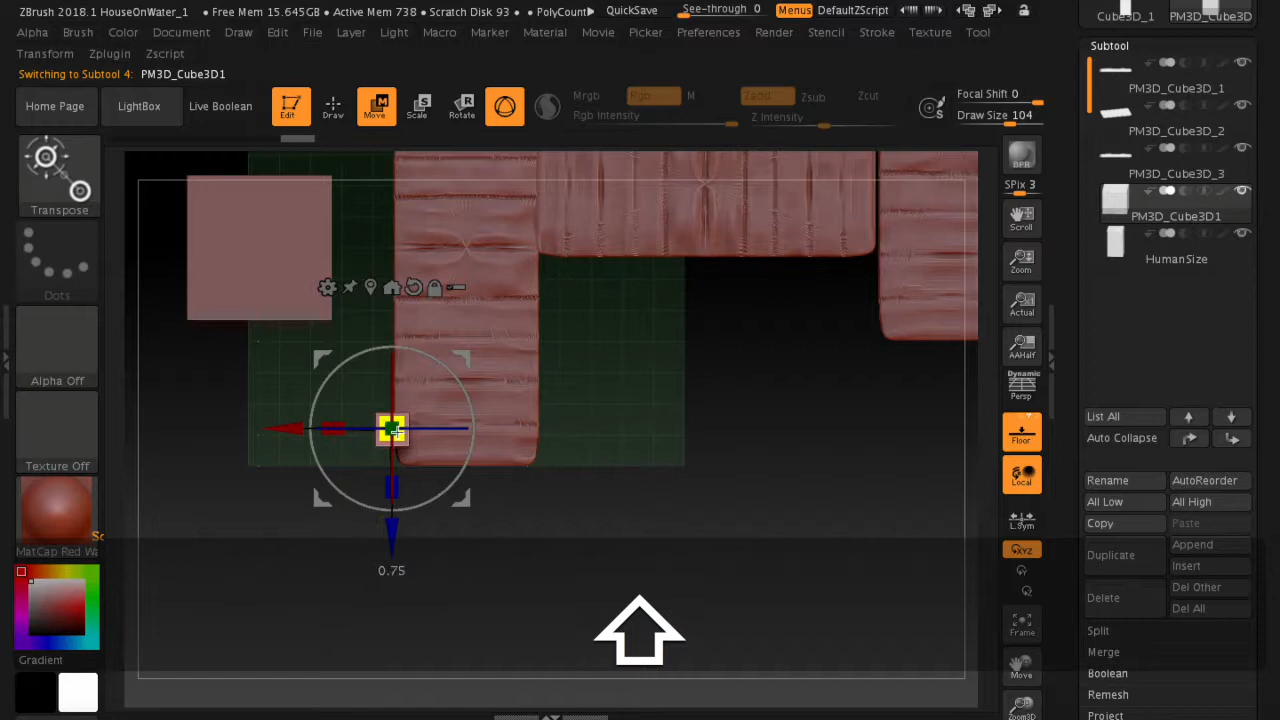 ZBrush 2018.1 HouseOnWater_1 • Free Mem 15.645GB • Active Mem 738 • Scratch Disk 93 • PolyCount▶ QuickSave See-through 0 Menus DefaultZScript
Cube3D_1 PM3D_Cube3D
Alpha Brush Color Document Draw Edit File Layer Light Macro Marker Material Movie Picker Preferences Render Stencil Stroke Texture Tool
Transform Zplugin Zscript
Switching to Subtool 4: PM3D_Cube3D1
Home Page LightBox Live Boolean Edit Draw Move Scale Rotate
Mrgb Rgb M Zadd Zsub Zcut
Rgb Intensity Z Intensity
Focal Shift 0
Draw Size 104
Subtool
PM3D_Cube3D_1
PM3D_Cube3D_2
PM3D_Cube3D_3
PM3D_Cube3D1
HumanSize
Transpose
Dots
Alpha Off
Texture Off
MatCap Red Wa
Gradient
0.75
BPR
SPix 3
Scroll
Zoom
Actual
AAHalf
Dynamic
Persp
Floor
Local
L.Sym
XYZ
Y
Z
Frame
Move
Zoom3D
List All
Auto Collapse
Rename AutoReorder
All Low All High
Copy Paste
Duplicate Append
Insert
Delete Del Other
Del All
Split
Merge
Boolean
Remesh
Project